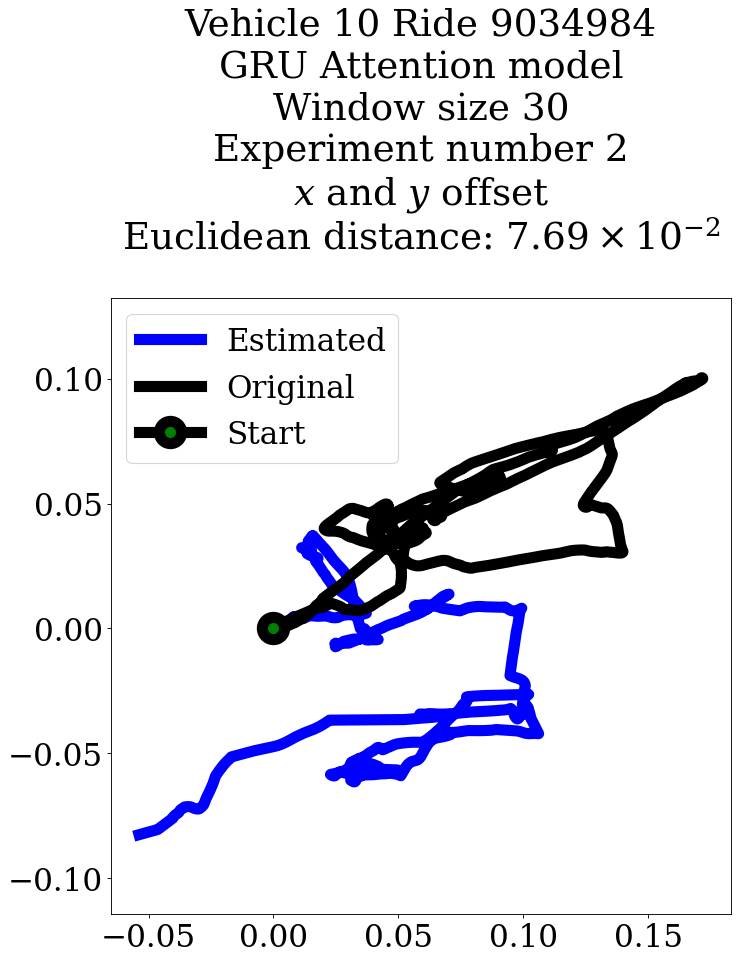 Vehicle 10 Ride 9034984
GRU Attention model
Window size 30
Experiment number 2
x and y offset
Euclidean distance: 7.69 × 10⁻²
Estimated
Original
Start
0.10
0.05
0.00
−0.05
−0.10
−0.05 0.00 0.05 0.10 0.15